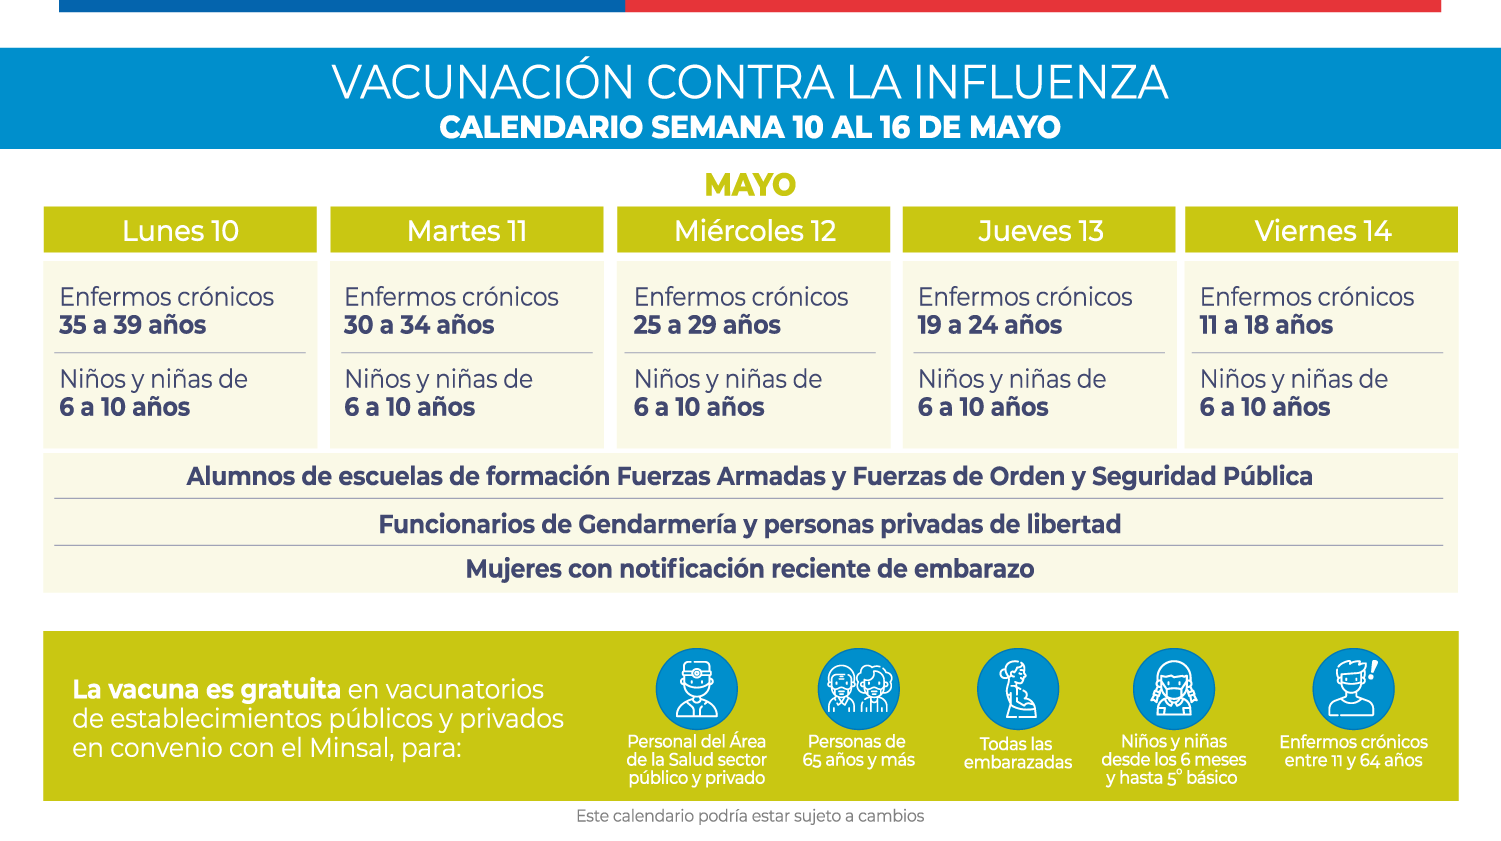 VACUNACIÓN CONTRA LA INFLUENZA
CALENDARIO SEMANA 10 AL 16 DE MAYO
MAYO
Lunes 10
Enfermos crónicos
35 a 39 años
Niños y niñas de
6 a 10 años
Martes 11
Enfermos crónicos
30 a 34 años
Niños y niñas de
6 a 10 años
Miércoles 12
Enfermos crónicos
25 a 29 años
Niños y niñas de
6 a 10 años
Jueves 13
Enfermos crónicos
19 a 24 años
Niños y niñas de
6 a 10 años
Viernes 14
Enfermos crónicos
11 a 18 años
Niños y niñas de
6 a 10 años
Alumnos de escuelas de formación Fuerzas Armadas y Fuerzas de Orden y Seguridad Pública
Funcionarios de Gendarmería y personas privadas de libertad
Mujeres con notificación reciente de embarazo
La vacuna es gratuita en vacunatorios
de establecimientos públicos y privados
en convenio con el Minsal, para:
Personal del Área
de la Salud sector
público y privado
Personas de
65 años y más
Todas las
embarazadas
Niños y niñas
desde los 6 meses
y hasta 5° básico
Enfermos crónicos
entre 11 y 64 años
Este calendario podría estar sujeto a cambios